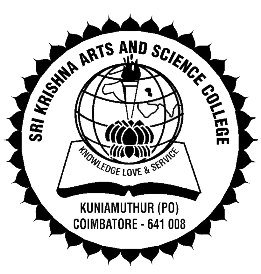 SRI KRISHNA ARTS AND SCIENCE COLLEGE
KNOWLEDGE LOVE & SERVICE
KUNIAMUTHUR (PO)
COIMBATORE - 641 008